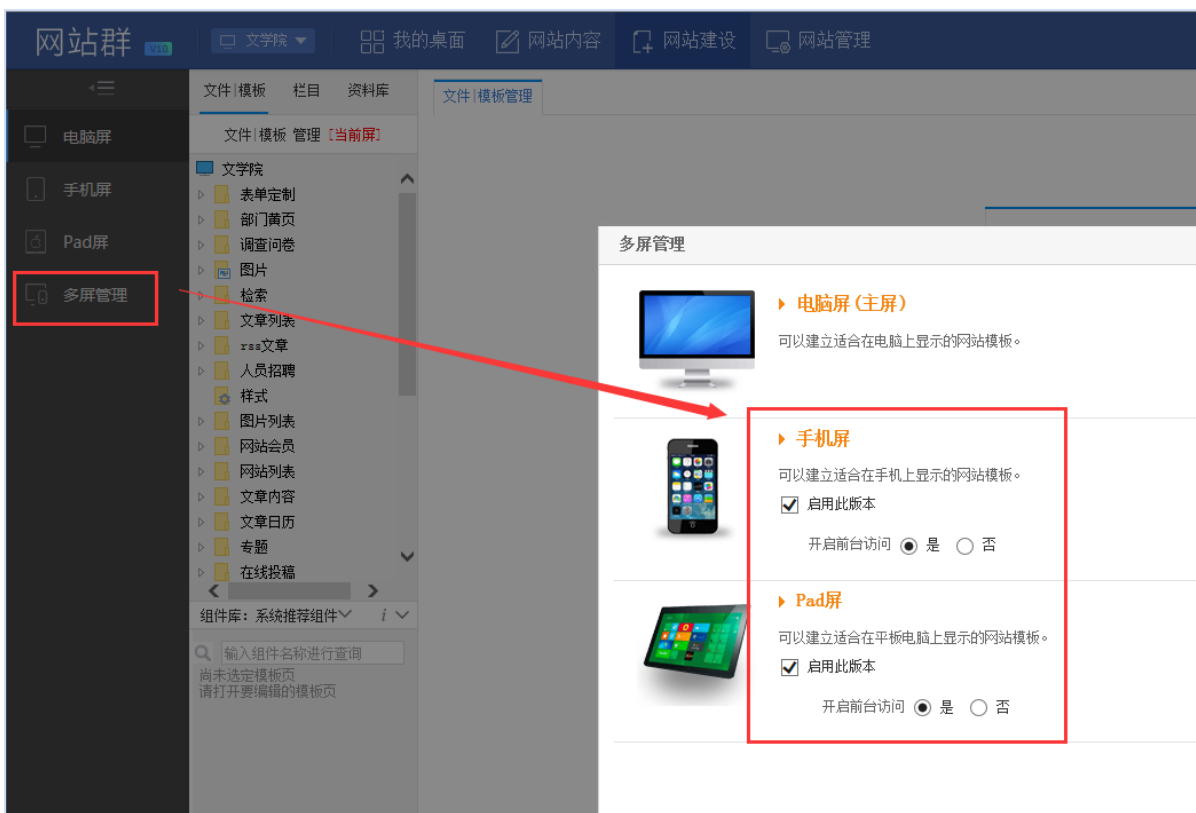 网站群 V10 文学院 我的桌面 网站内容 网站建设 网站管理
电脑屏
手机屏
Pad屏
多屏管理
文件|模板 栏目 资料库
文件|模板 管理 [当前屏]
文学院
表单定制
部门黄页
调查问卷
图片
检索
文章列表
rss文章
人员招聘
样式
图片列表
网站会员
网站列表
文章内容
文章日历
专题
在线投稿
组件库：系统推荐组件 i
输入组件名称进行查询
尚未选定模板页
请打开要编辑的模板页
文件|模板管理
多屏管理
电脑屏(主屏)
可以建立适合在电脑上显示的网站模板。
手机屏
可以建立适合在手机上显示的网站模板。
启用此版本
开启前台访问 是 否
Pad屏
可以建立适合在平板电脑上显示的网站模板。
启用此版本
开启前台访问 是 否